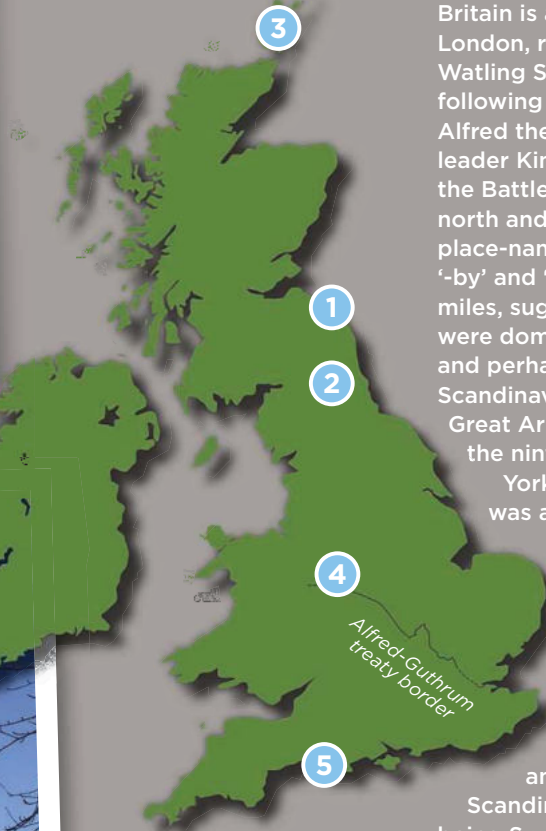 3
1
2
4
Alfred-Guthrum
treaty border
5
Britain is a
London, r
Watling S
following
Alfred the
leader Kin
the Battle
north and
place-nam
‘-by’ and ‘
miles, sug
were dom
and perha
Scandinav
Great Ar
the nin
York
was a
an
Scandin